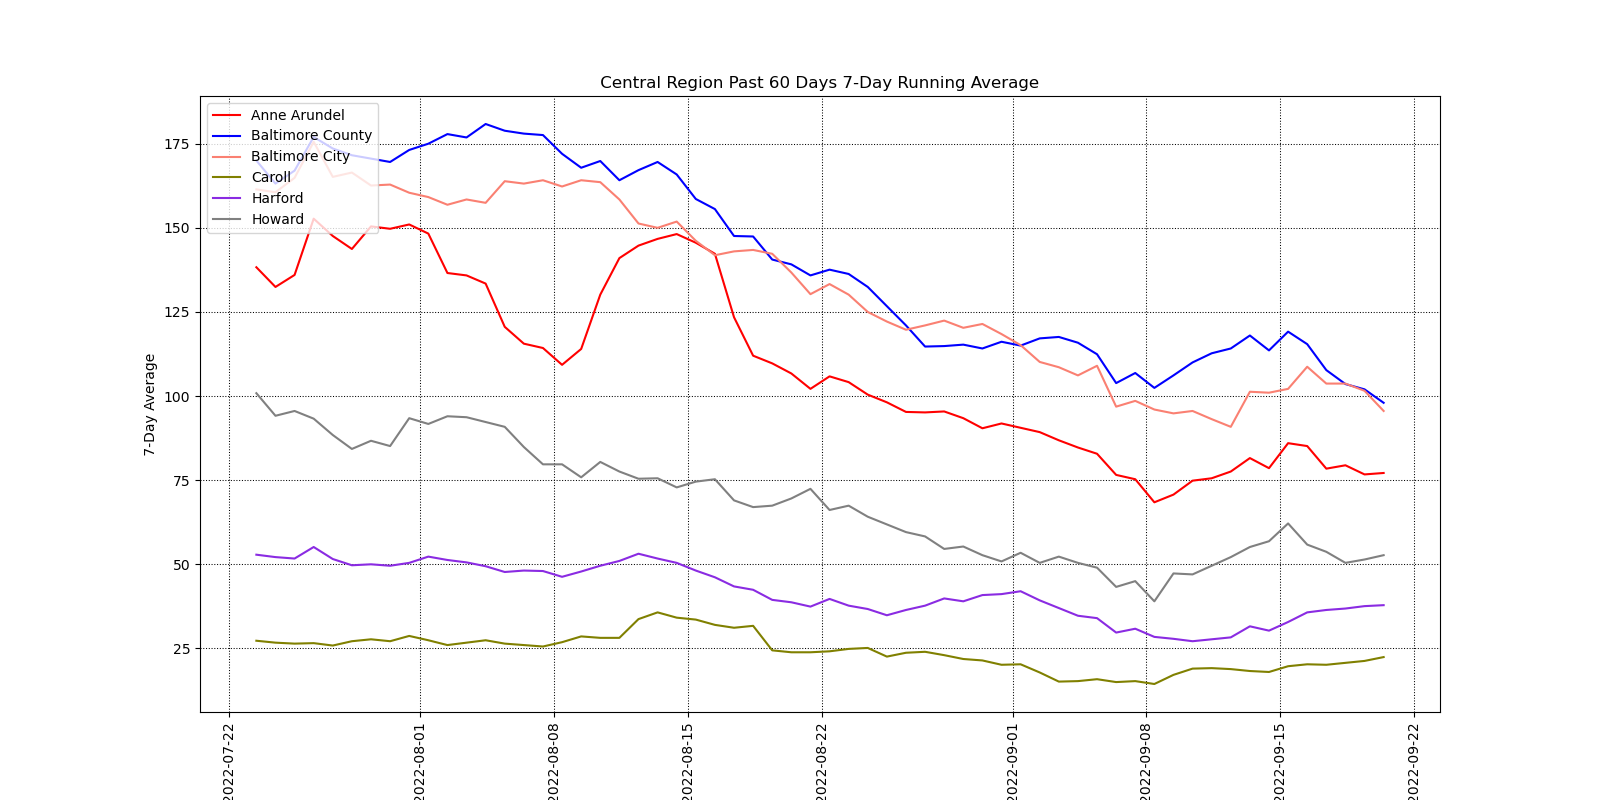 Central Region Past 60 Days 7-Day Running Average
Anne Arundel
Baltimore County
Baltimore City
Caroll
Harford
Howard
7-Day Average
175
150
125
100
75
50
25
2022-07-22
2022-08-01
2022-08-08
2022-08-15
2022-08-22
2022-09-01
2022-09-08
2022-09-15
2022-09-22